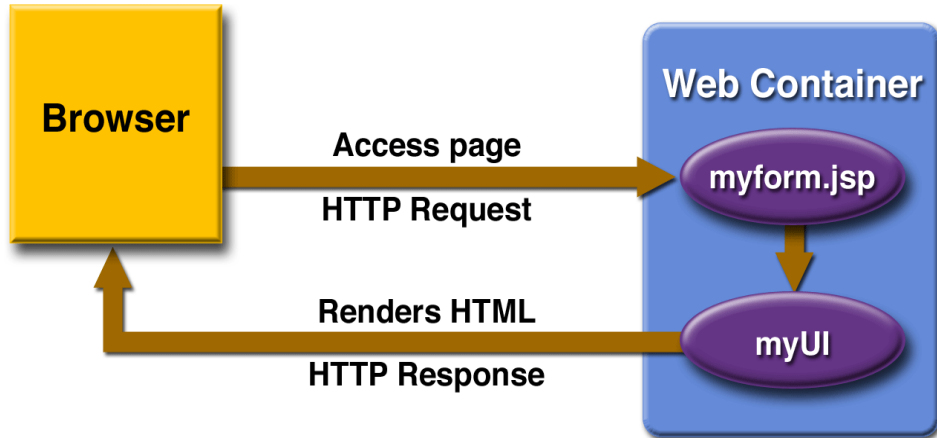 Browser
Web Container
Access page
HTTP Request
myform.jsp
Renders HTML
HTTP Response
myUI